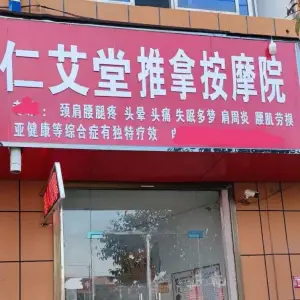 仁艾堂推拿按摩院
：颈肩腰腿疼 头晕 头痛 失眠多梦 肩周炎 腰肌劳损
亚健康等综合症有独特疗效